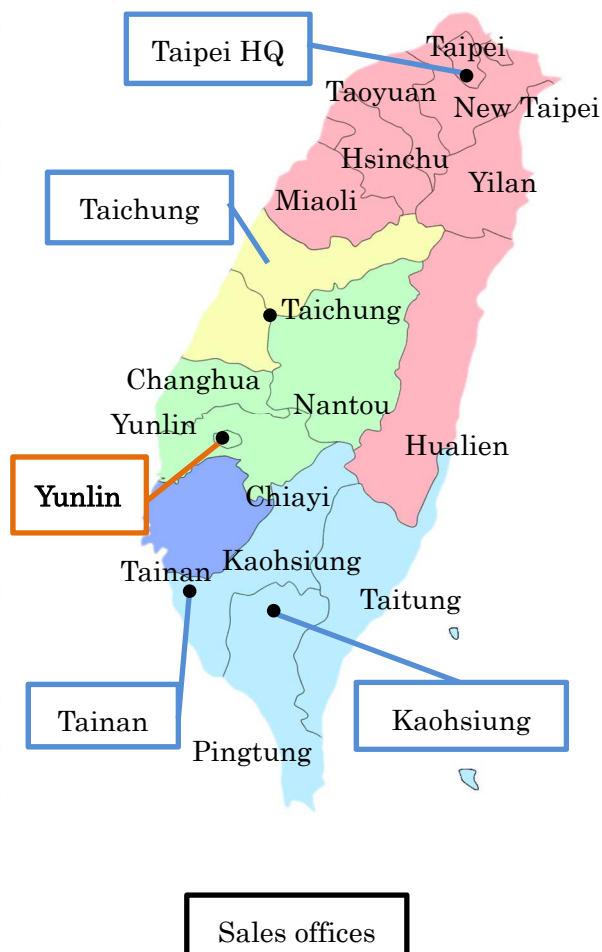 Taipei HQ
Taipei
Taoyuan
New Taipei
Hsinchu
Yilan
Miaoli
Taichung
Taichung
Changhua
Nantou
Yunlin
Hualien
Yunlin
Chiayi
Kaohsiung
Tainan
Taitung
Tainan
Kaohsiung
Pingtung
Sales offices